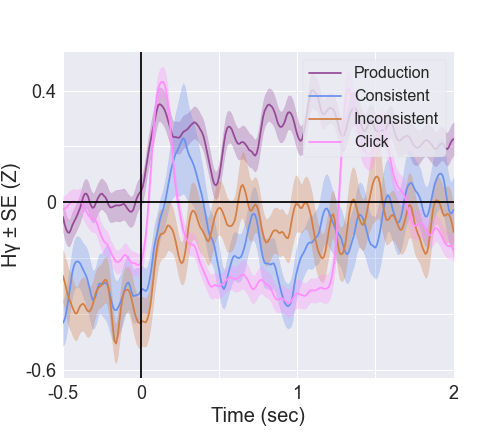 Production
Consistent
Inconsistent
Click
0.4
0
-0.6
Hγ ± SE (Z)
-0.5
0
1
2
Time (sec)